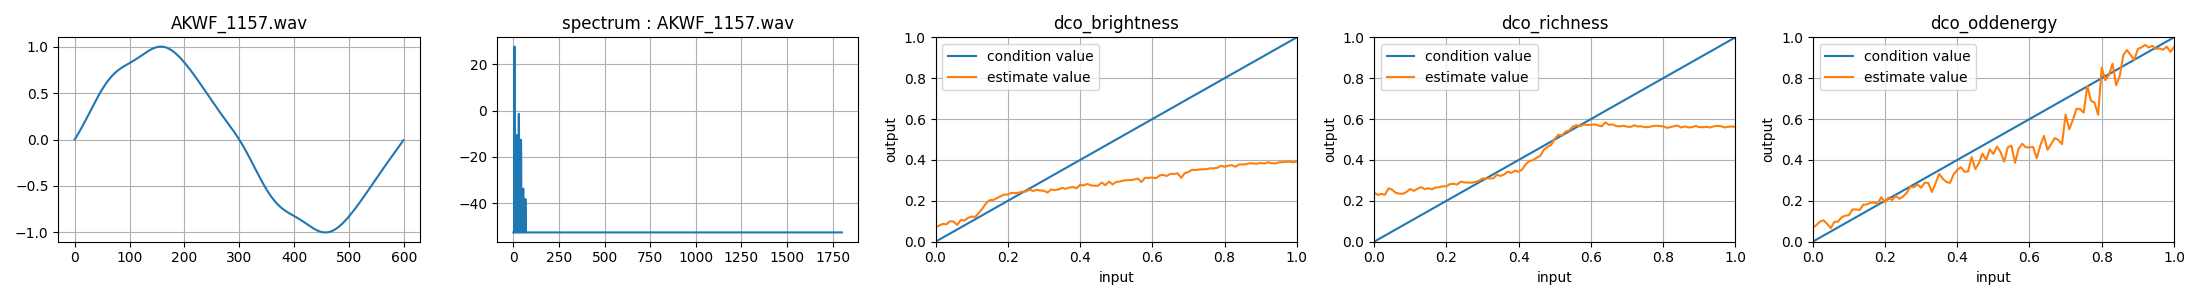 AKWF_1157.wav
1.0
0.5
0.0
−0.5
−1.0
0 100 200 300 400 500 600
spectrum : AKWF_1157.wav
20
0
−20
−40
0 250 500 750 1000 1250 1500 1750
dco_brightness
condition value
estimate value
output
1.0
0.8
0.6
0.4
0.2
0.0
0.0 0.2 0.4 0.6 0.8 1.0
input
dco_richness
condition value
estimate value
output
1.0
0.8
0.6
0.4
0.2
0.0
0.0 0.2 0.4 0.6 0.8 1.0
input
dco_oddenergy
condition value
estimate value
output
1.0
0.8
0.6
0.4
0.2
0.0
0.0 0.2 0.4 0.6 0.8 1.0
input